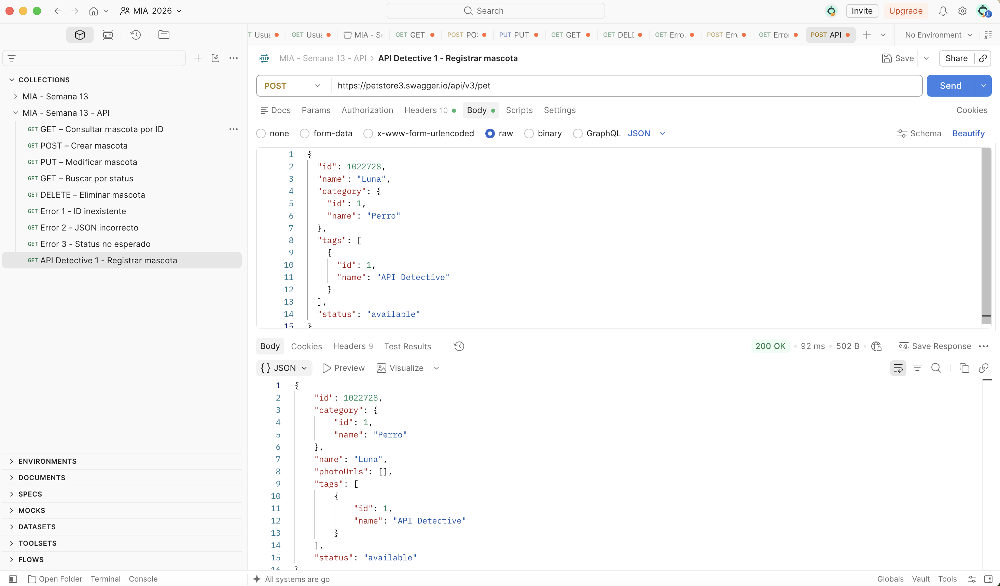 MIA_2026
Search
Invite
Upgrade
GET Usu
MIA - S
GET GET
POST PO
PUT PUT
GET GET
GET DEL
GET Erro
POST Err
GET Erro
POST API
No Environment
MIA - Semana 13 - API > API Detective 1 - Registrar mascota
Save
Share
COLLECTIONS
MIA - Semana 13
MIA - Semana 13 - API
GET GET – Consultar mascota por ID
GET POST – Crear mascota
GET PUT – Modificar mascota
GET GET – Buscar por status
GET DELETE – Eliminar mascota
GET Error 1 - ID inexistente
GET Error 2 - JSON incorrecto
GET Error 3 - Status no esperado
GET API Detective 1 - Registrar mascota
ENVIRONMENTS
DOCUMENTS
SPECS
MOCKS
DATASETS
TOOLSETS
FLOWS
HTTP
POST https://petstore3.swagger.io/api/v3/pet
Send
Docs Params Authorization Headers 10 Body Scripts Settings
Cookies
none form-data x-www-form-urlencoded raw binary GraphQL JSON
Schema Beautify
1 {
2 "id": 1022728,
3 "name": "Luna",
4 "category": {
5 "id": 1,
6 "name": "Perro"
7 },
8 "tags": [
9 {
10 "id": 1,
11 "name": "API Detective"
12 }
13 ],
14 "status": "available"
15 }
Body Cookies Headers 9 Test Results
200 OK • 92 ms • 502 B
e.g. Save Response
{} JSON Preview Visualize
1 {
2 "id": 1022728,
3 "category": {
4 "id": 1,
5 "name": "Perro"
6 },
7 "name": "Luna",
8 "photoUrls": [],
9 "tags": [
10 {
11 "id": 1,
12 "name": "API Detective"
13 }
14 ],
15 "status": "available"
16 }
Open Folder Terminal Console
All systems are go
Globals Vault Tools